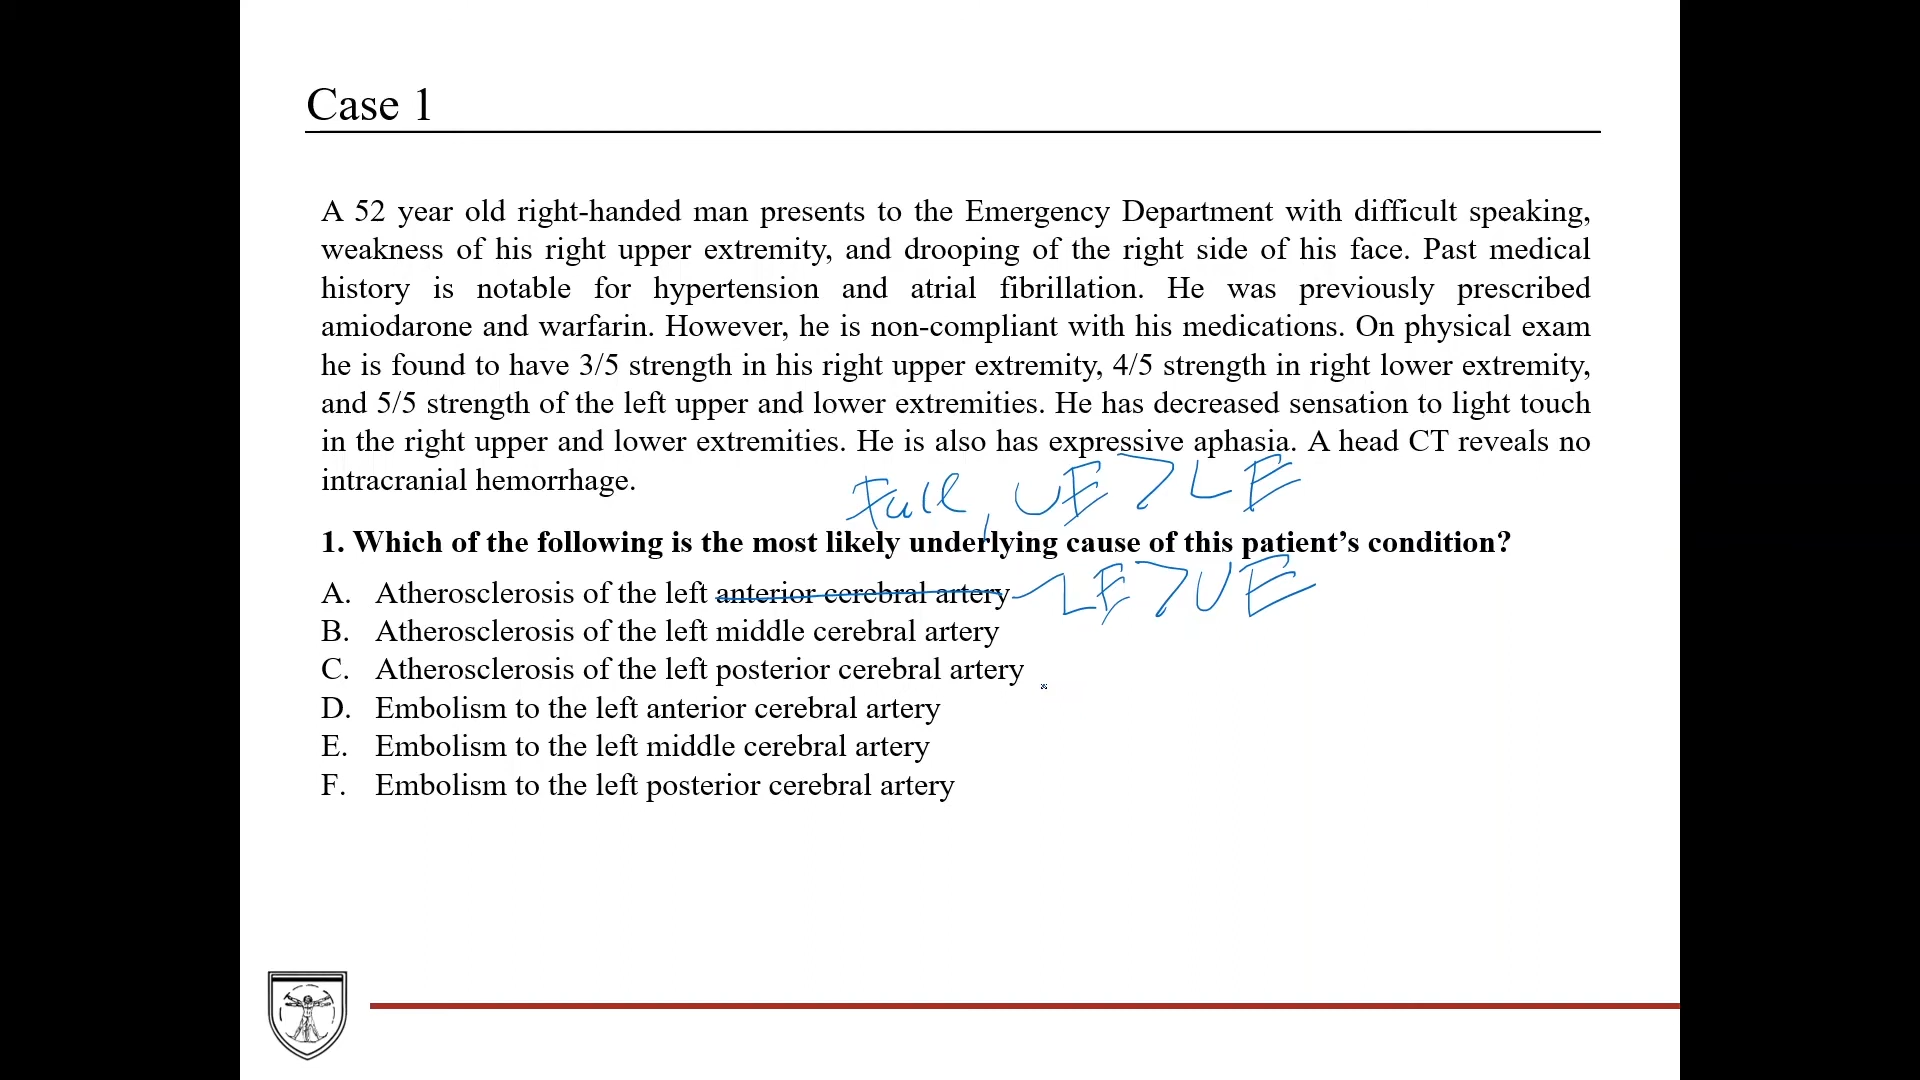 Case 1
A 52 year old right-handed man presents to the Emergency Department with difficult speaking,
weakness of his right upper extremity, and drooping of the right side of his face. Past medical
history is notable for hypertension and atrial fibrillation. He was previously prescribed
amiodarone and warfarin. However, he is non-compliant with his medications. On physical exam
he is found to have 3/5 strength in his right upper extremity, 4/5 strength in right lower extremity,
and 5/5 strength of the left upper and lower extremities. He has decreased sensation to light touch
in the right upper and lower extremities. He is also has expressive aphasia. A head CT reveals no
intracranial hemorrhage.
Face, UE > LE
1. Which of the following is the most likely underlying cause of this patient’s condition?
A. Atherosclerosis of the left anterior cerebral artery LE > UE
B. Atherosclerosis of the left middle cerebral artery
C. Atherosclerosis of the left posterior cerebral artery
D. Embolism to the left anterior cerebral artery
E. Embolism to the left middle cerebral artery
F. Embolism to the left posterior cerebral artery